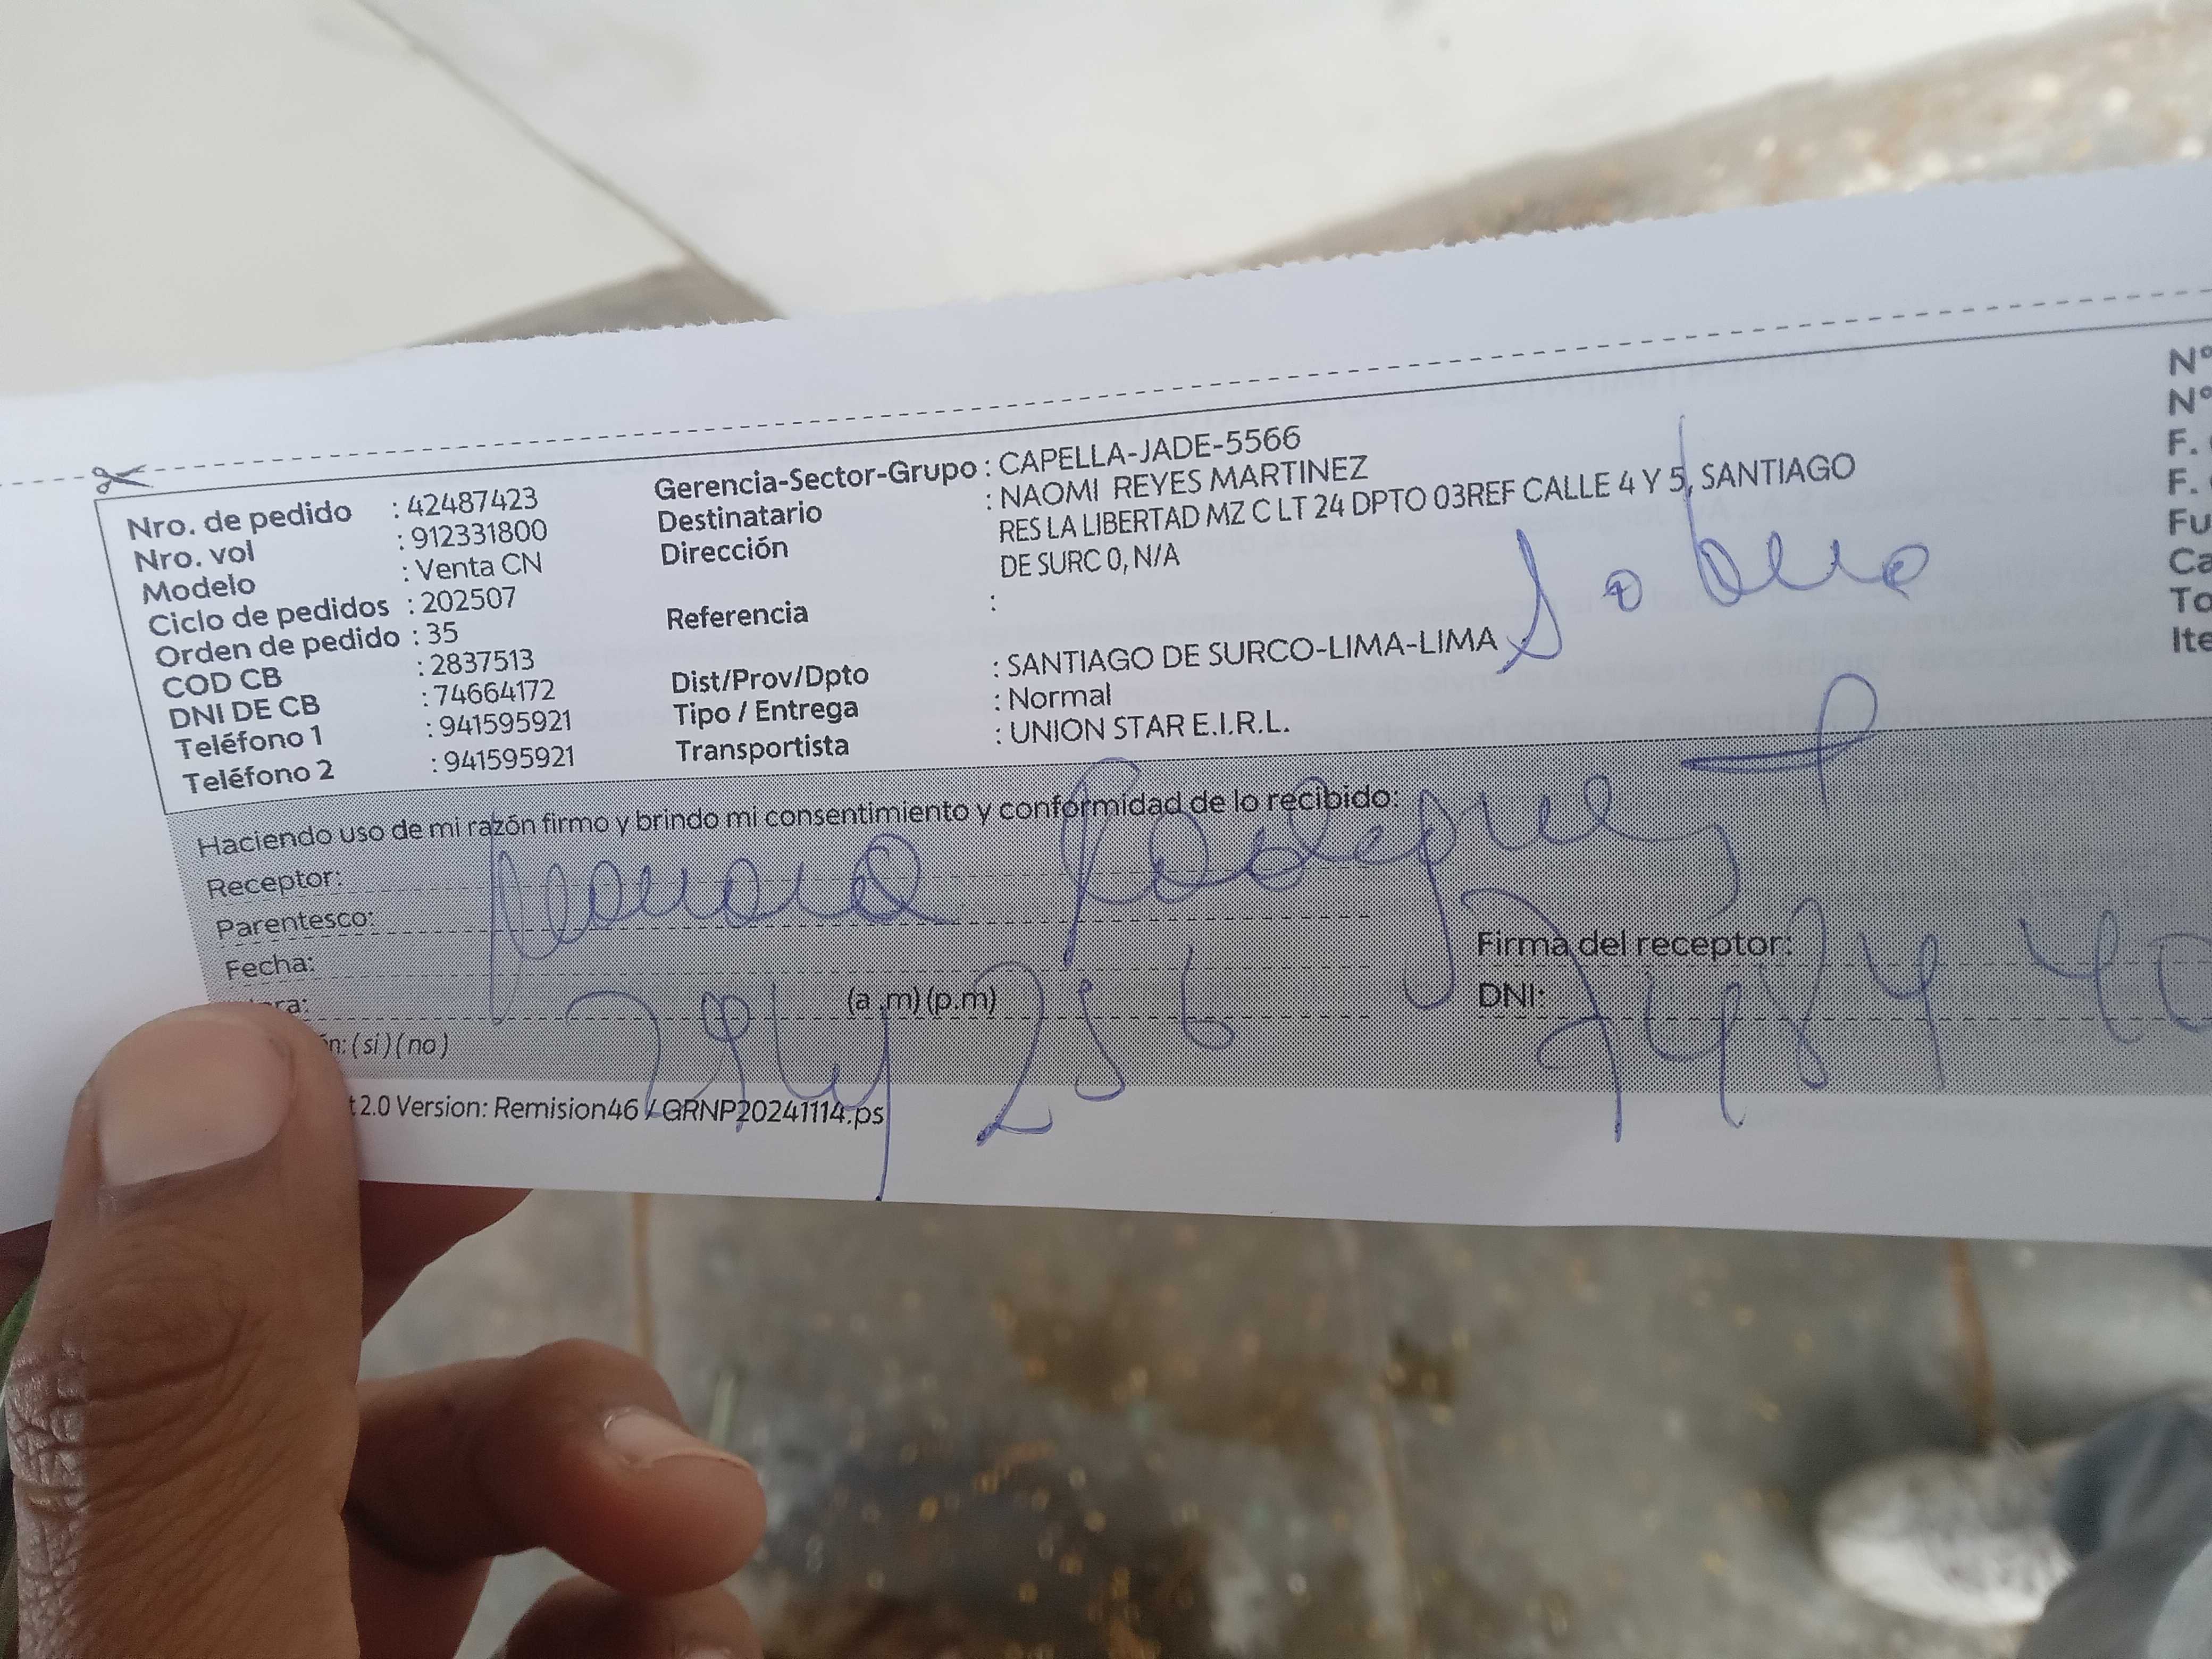 Nro. de pedido : 42487423
Nro. vol : 912331800
Modelo : Venta CN
Ciclo de pedidos : 202507
Orden de pedido : 35
COD CB : 2837513
DNI DE CB : 74664172
Teléfono 1 : 941595921
Teléfono 2 : 941595921
Gerencia-Sector-Grupo : CAPELLA-JADE-5566
Destinatario : NAOMI REYES MARTINEZ
Dirección RES LA LIBERTAD MZ C LT 24 DPTO 03REF CALLE 4 Y 5, SANTIAGO
DE SURC 0, N/A
Referencia :
Dist/Prov/Dpto : SANTIAGO DE SURCO-LIMA-LIMA
Tipo / Entrega : Normal
Transportista : UNION STAR E.I.R.L.
N°
N°
F.
F.
Fu
Ca
To
Ite
Haciendo uso de mi razón firmo y brindo mi consentimiento y conformidad de lo recibido:
Receptor:
Parentesco:
Fecha:
ra: (a .m) (p.m)
n: ( si ) ( no )
Firma del receptor:
DNI:
t 2.0 Version: Remision46 / GRNP20241114.ps